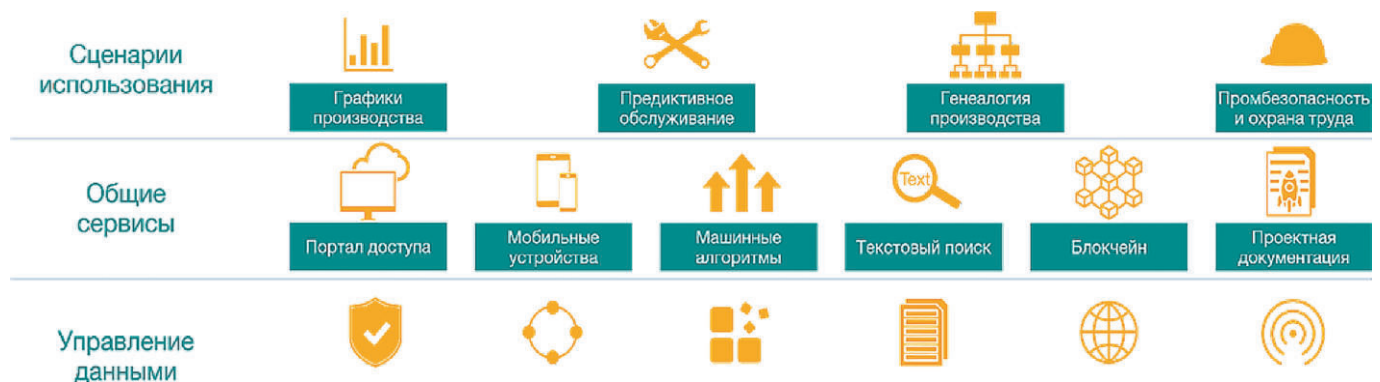 Сценарии
использования
Графики
производства
Предиктивное
обслуживание
Генеалогия
производства
Промбезопасность
и охрана труда
Общие
сервисы
Text
Портал доступа
Мобильные
устройства
Машинные
алгоритмы
Текстовый поиск
Блокчейн
Проектная
документация
Управление
данными